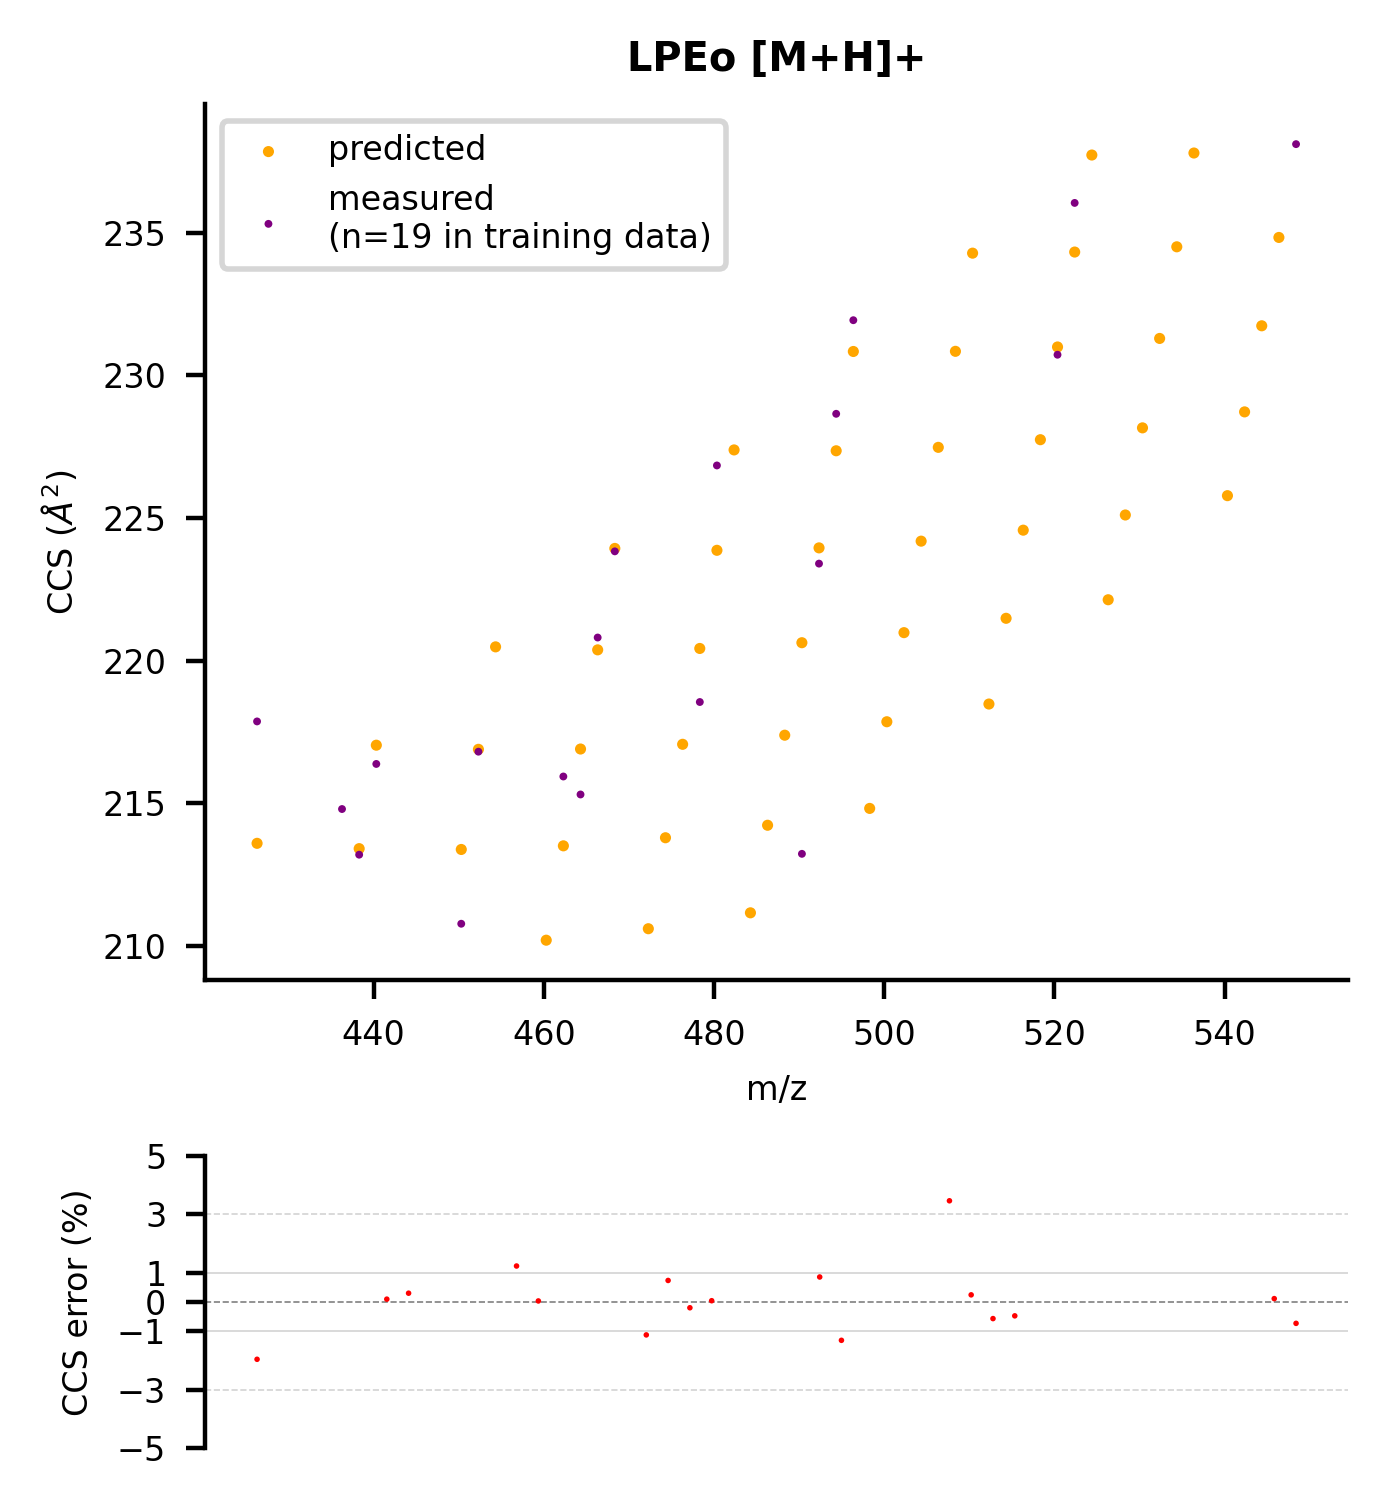 LPEo [M+H]+
predicted
measured
(n=19 in training data)
235
230
225
220
215
210
CCS (Å²)
440 460 480 500 520 540
m/z
5
3
1
0
−1
−3
−5
CCS error (%)